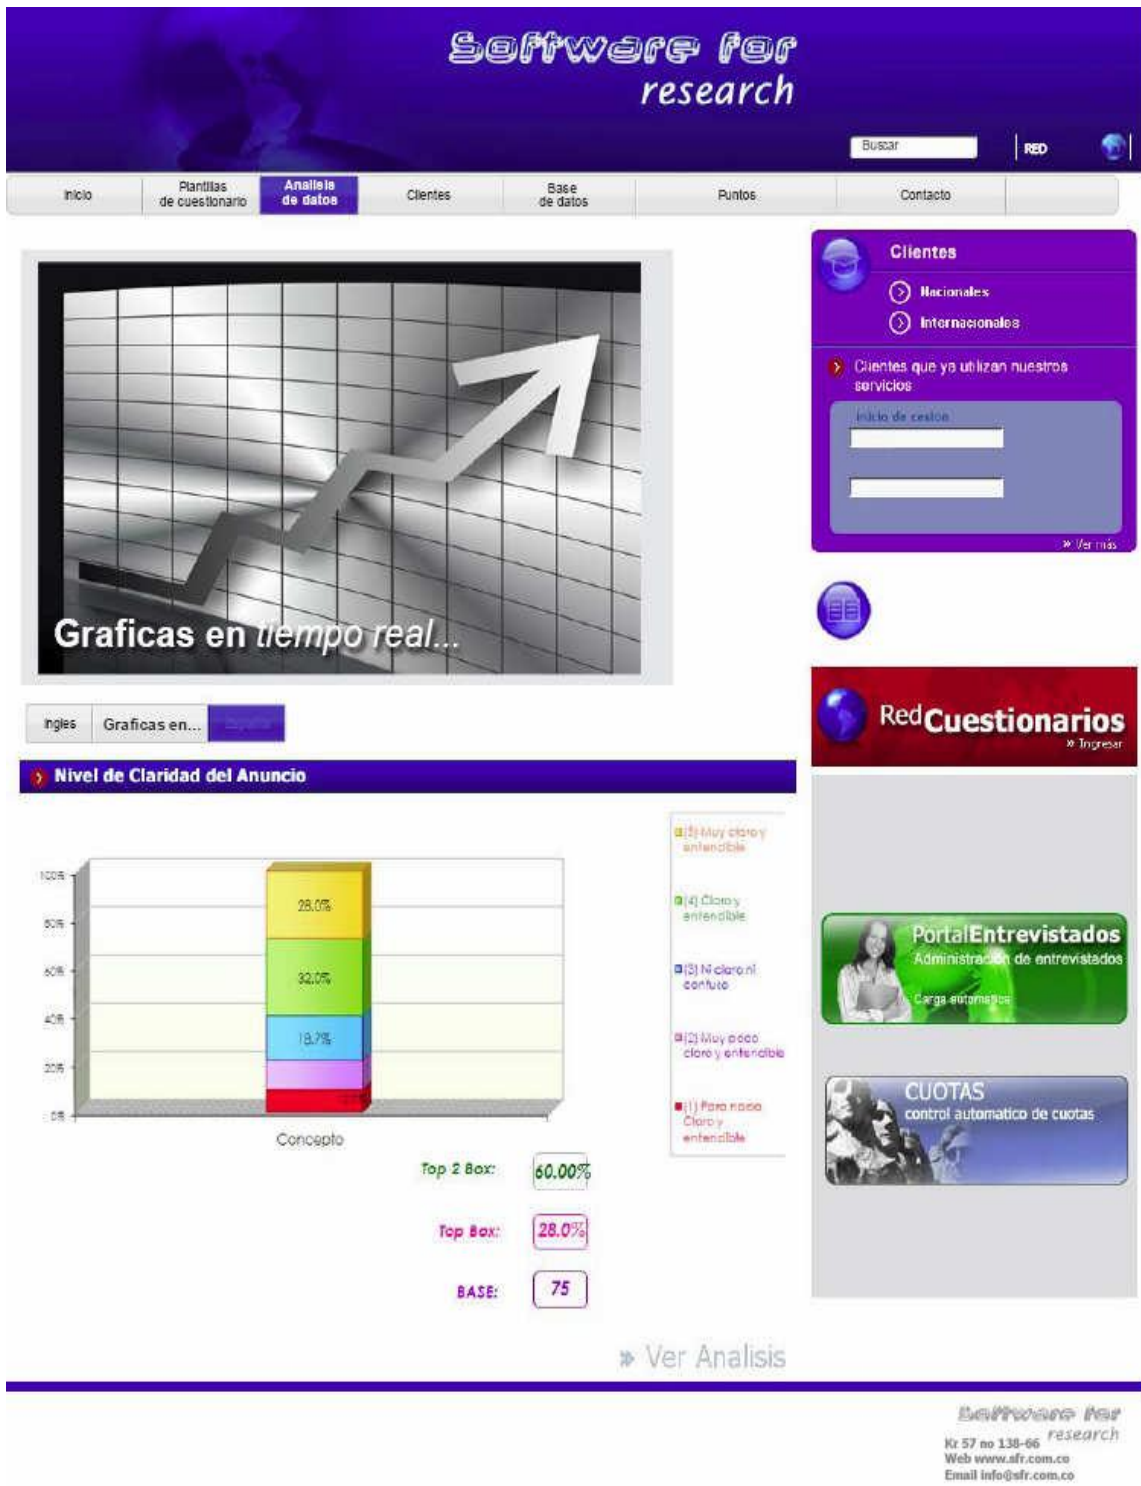 Software for
research
Buscar
RED
Inicio
Plantillas
de cuestionario
Analisis
de datos
Clientes
Base
de datos
Puntos
Contacto
Clientes
Nacionales
Internacionales
Clientes que ya utilizan nuestros
servicios
Inicio de cesion
» Ver más
Graficas en tiempo real...
Ingles
Graficas en...
Red Cuestionarios
» Ingresar
Nivel de Claridad del Anuncio
100%
80%
60%
40%
20%
0%
28.0%
32.0%
18.7%
Concepto
(5) Muy claro y
entendible
(4) Claro y
entendible
(3) Ni claro ni
confuso
(2) Muy poco
claro y entendible
(1) Para nada
Claro y
entendible
Top 2 Box:
60.00%
Top Box:
28.0%
BASE:
75
PortalEntrevistados
Administración de entrevistados
Carga automatica
CUOTAS
control automatico de cuotas
» Ver Analisis
Software for
research
Kr 57 no 138-66
Web www.sfr.com.co
Email info@sfr.com.co